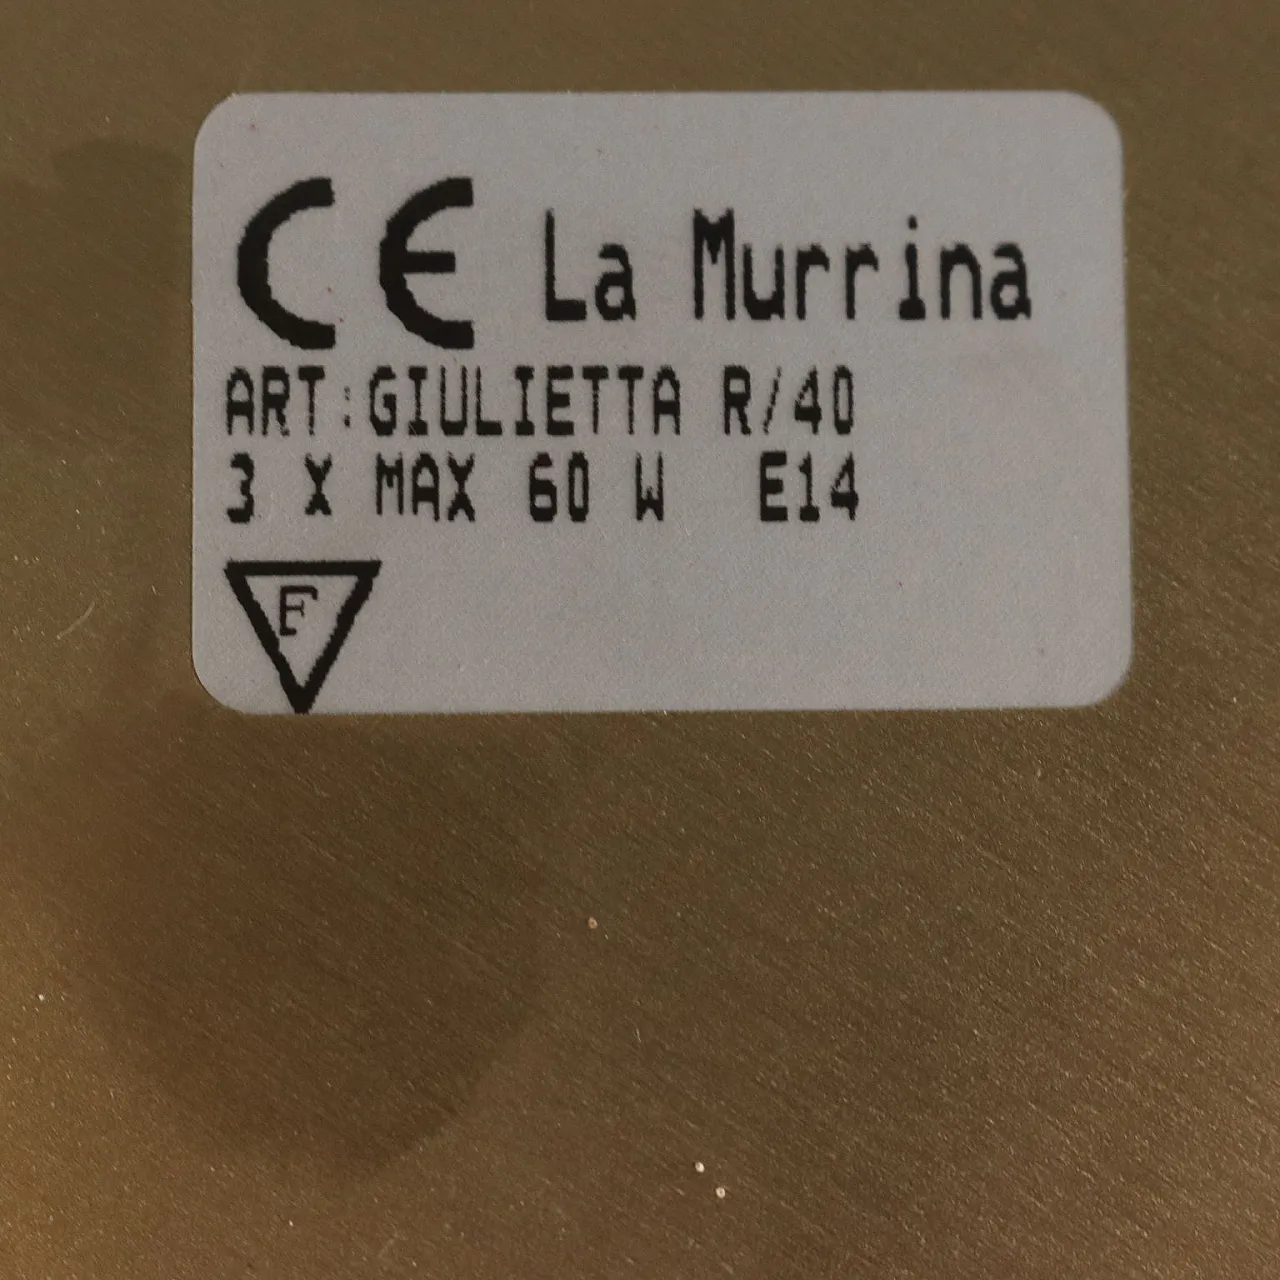 CE La Murrina
ART:GIULIETTA R/40
3 X MAX 60 W E14
F